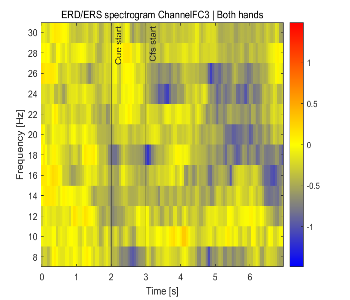 ERD/ERS spectrogram ChannelFC3 | Both hands
Frequency [Hz]
30
28
26
24
22
20
18
16
14
12
10
8
Cue start
Cfs start
1
0.5
0
-0.5
-1
0 1 2 3 4 5 6
Time [s]